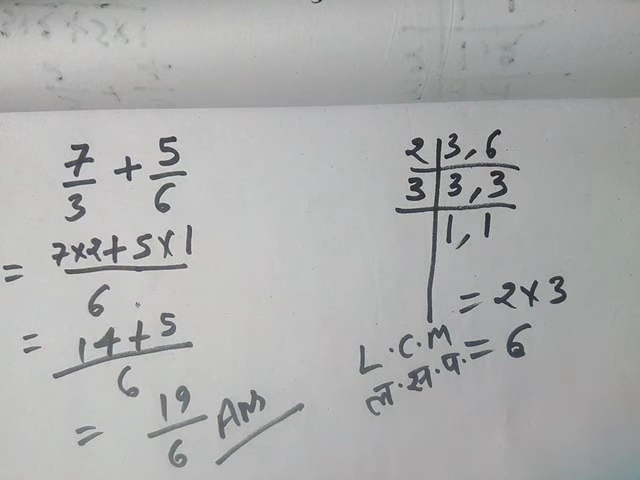 7/3 + 5/6
= 7×2+5×1/6
= 14+5/6
= 19/6 Ans
2 | 3, 6
3 | 3, 3
1, 1
= 2×3
L.C.M = 6
ल.स.प.